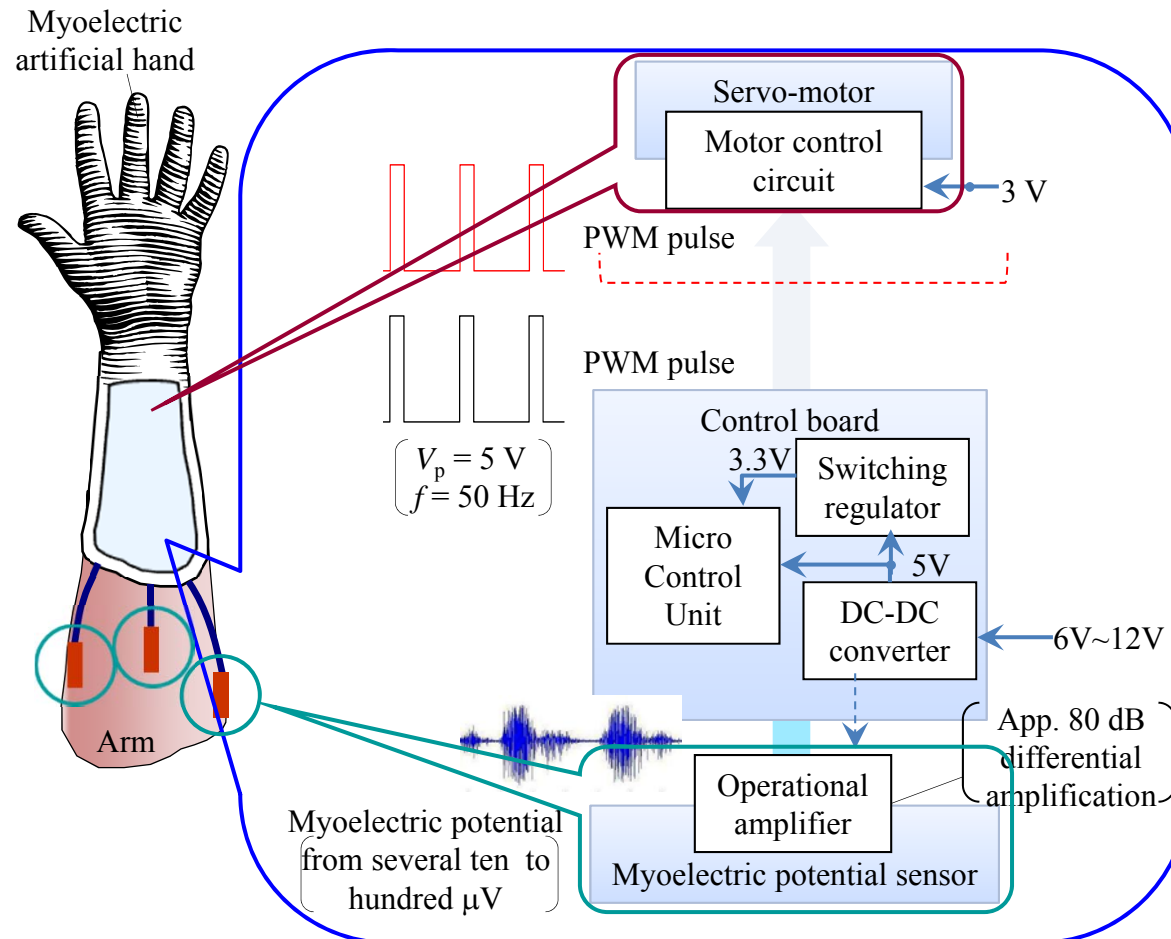 Myoelectric
artificial hand
Servo-motor
Motor control
circuit
3 V
PWM pulse
PWM pulse
V_p = 5 V
f = 50 Hz
Control board
3.3V
Switching
regulator
Micro
Control
Unit
5V
DC-DC
converter
6V~12V
Arm
App. 80 dB
differential
amplification
Operational
amplifier
Myoelectric potential
from several ten to
hundred μV
Myoelectric potential sensor